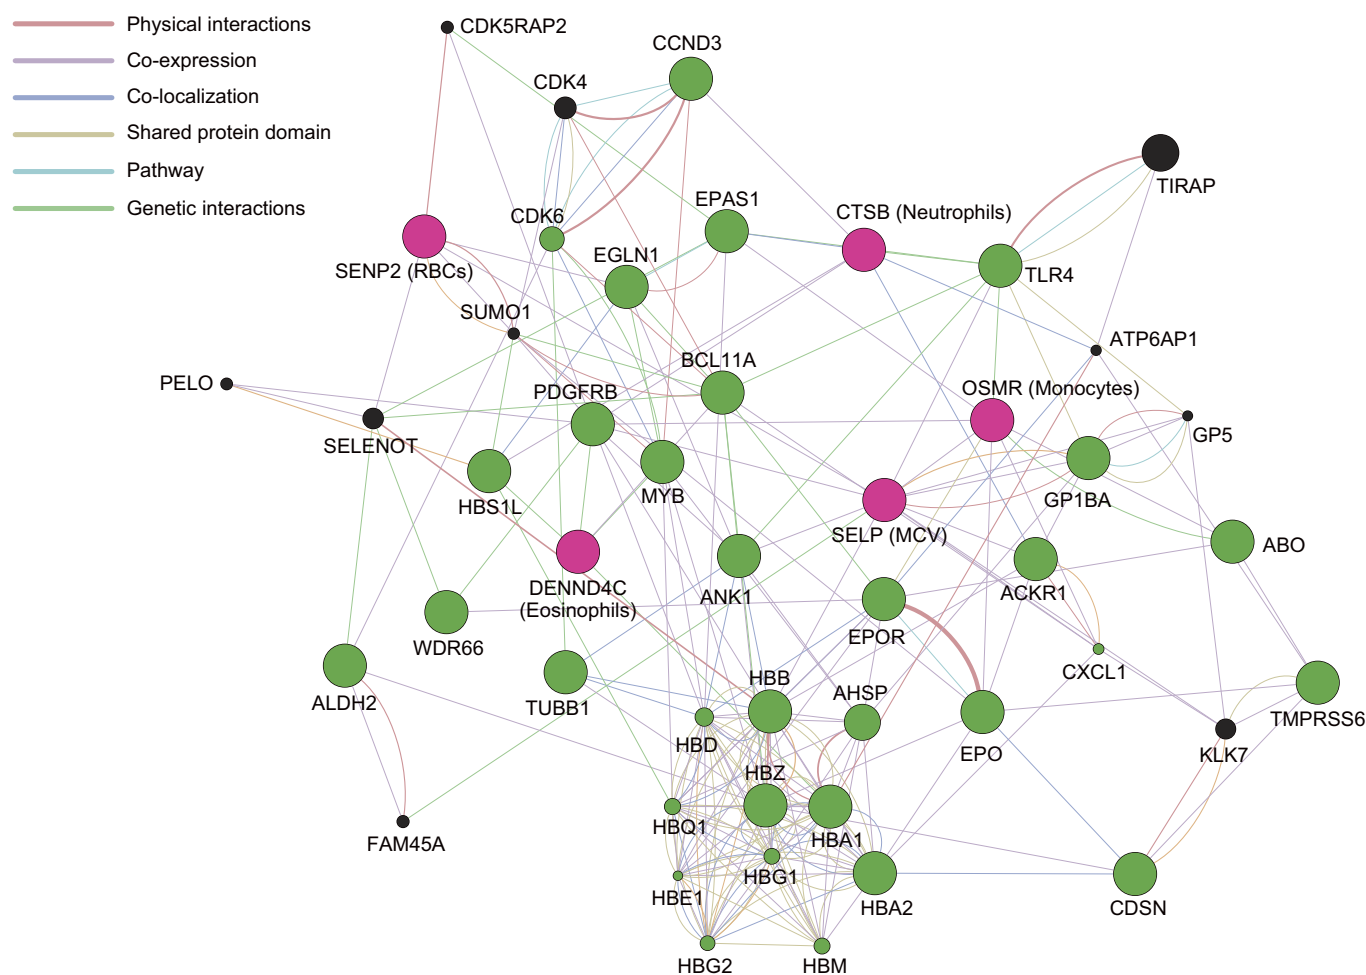 Physical interactions
Co-expression
Co-localization
Shared protein domain
Pathway
Genetic interactions
CDK5RAP2
CCND3
CDK4
TIRAP
EPAS1
CTSB (Neutrophils)
CDK6
SENP2 (RBCs)
EGLN1
TLR4
SUMO1
ATP6AP1
BCL11A
PELO
PDGFRB
OSMR (Monocytes)
SELENOT
GP5
HBS1L
MYB
GP1BA
SELP (MCV)
ABO
DENND4C
(Eosinophils)
ANK1
ACKR1
WDR66
EPOR
CXCL1
ALDH2
TUBB1
HBB
AHSP
TMPRSS6
HBD
EPO
KLK7
HBZ
HBQ1
HBA1
FAM45A
HBG1
HBE1
HBA2
CDSN
HBG2
HBM